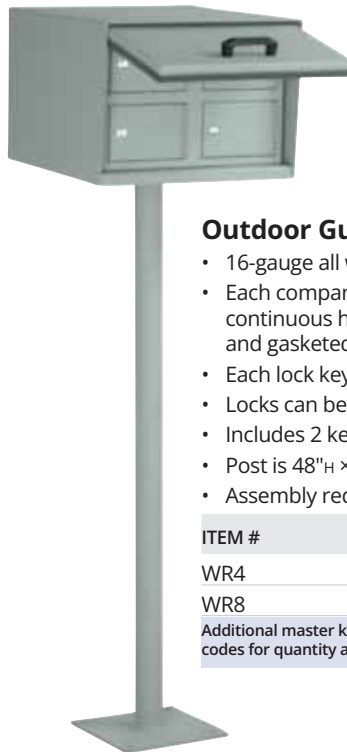 Outdoor Gu
• 16-gauge all
• Each compar
continuous
and gasketed
• Each lock key
• Locks can be
• Includes 2 ke
• Post is 48"H ×
• Assembly rec
ITEM #
WR4
WR8
Additional master k
codes for quantity a